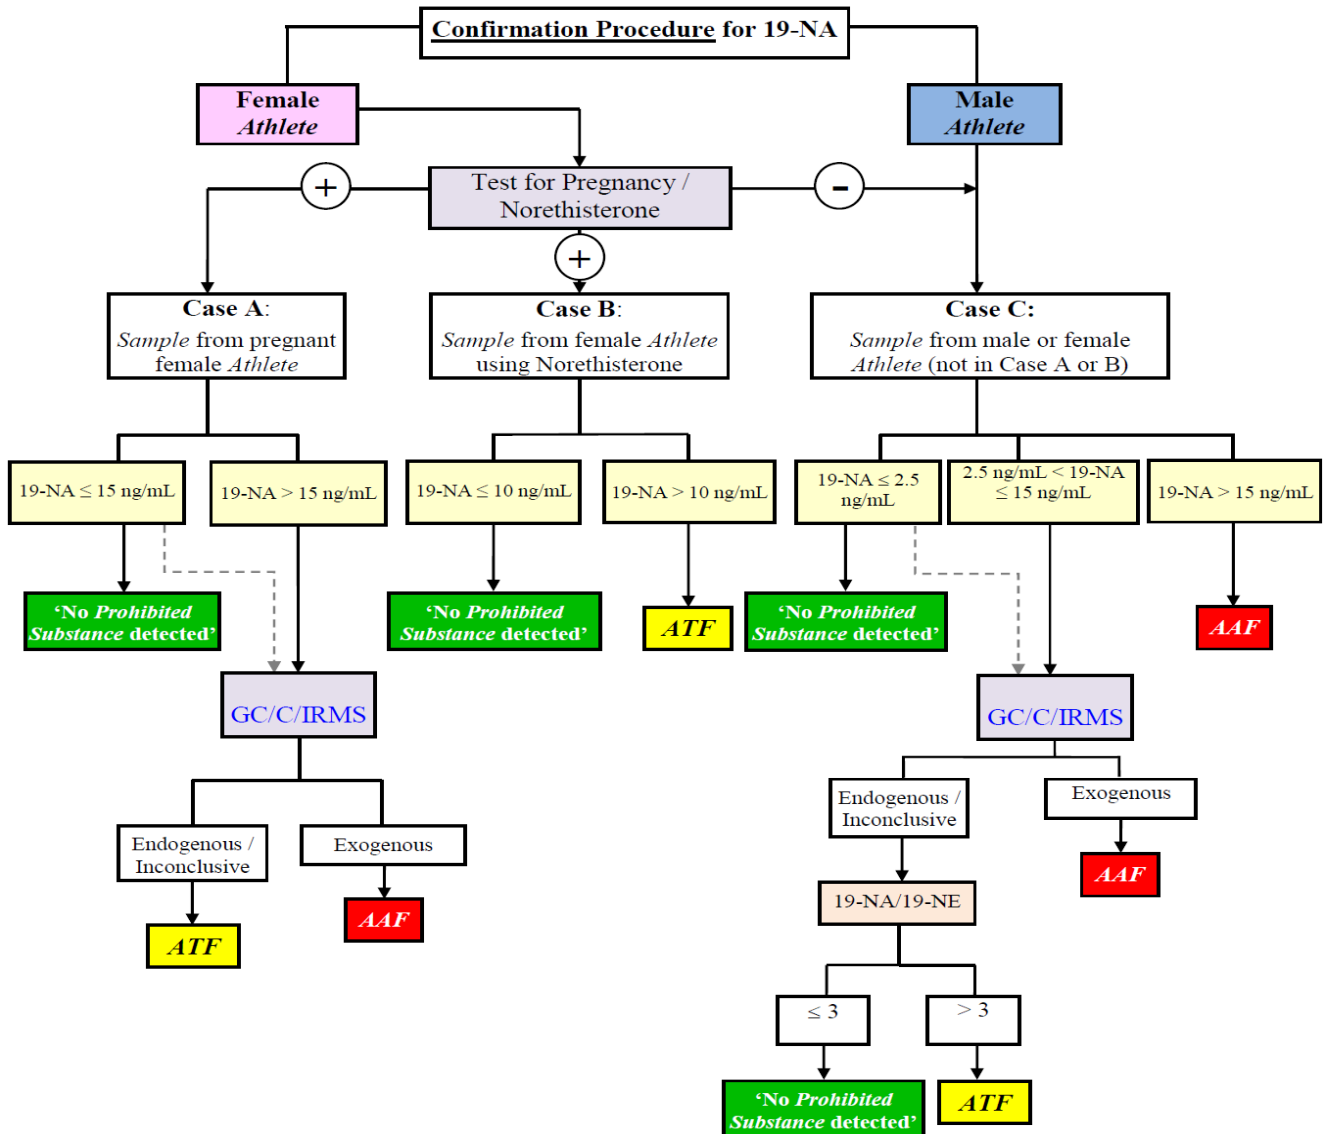 Confirmation Procedure for 19-NA
Female
Athlete
Male
Athlete
Test for Pregnancy /
Norethisterone
+
-
+
Case A:
Sample from pregnant
female Athlete
Case B:
Sample from female Athlete
using Norethisterone
Case C:
Sample from male or female
Athlete (not in Case A or B)
19-NA ≤ 15 ng/mL
19-NA > 15 ng/mL
19-NA ≤ 10 ng/mL
19-NA > 10 ng/mL
19-NA ≤ 2.5
ng/mL
2.5 ng/mL < 19-NA
≤ 15 ng/mL
19-NA > 15 ng/mL
‘No Prohibited
Substance detected’
‘No Prohibited
Substance detected’
ATF
‘No Prohibited
Substance detected’
AAF
GC/C/IRMS
GC/C/IRMS
Endogenous /
Inconclusive
Exogenous
Endogenous /
Inconclusive
Exogenous
ATF
AAF
AAF
19-NA/19-NE
≤ 3
> 3
‘No Prohibited
Substance detected’
ATF